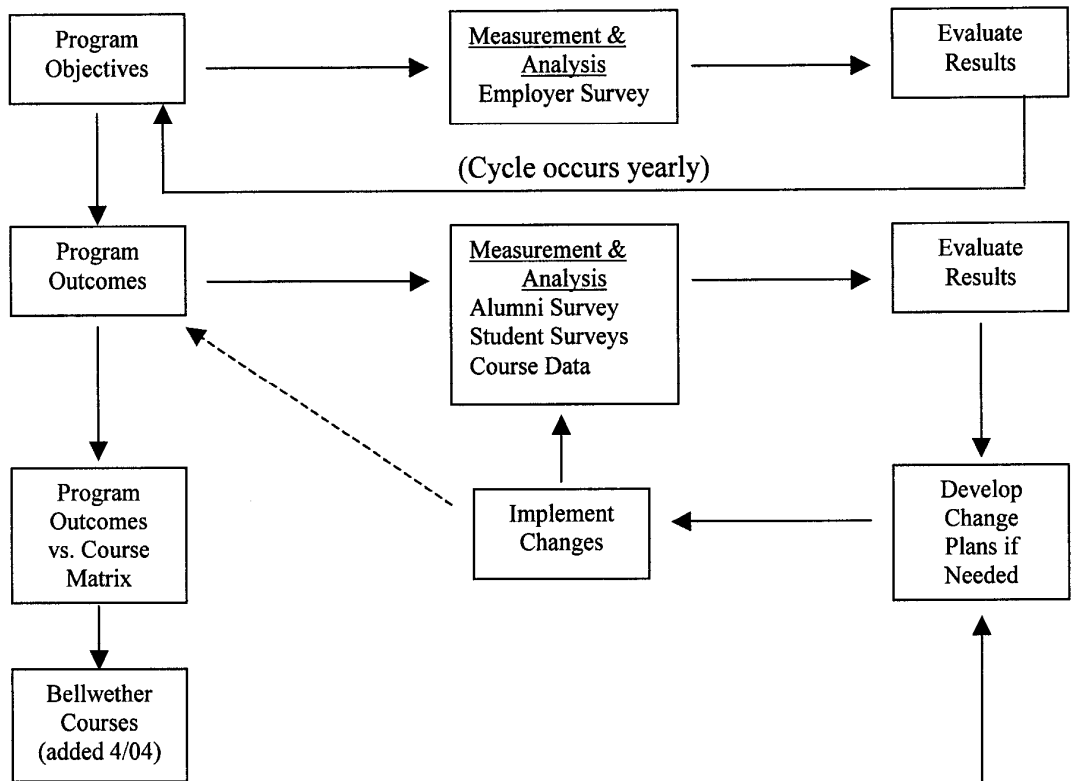 Program
Objectives
Measurement &
Analysis
Employer Survey
Evaluate
Results
(Cycle occurs yearly)
Program
Outcomes
Measurement &
Analysis
Alumni Survey
Student Surveys
Course Data
Evaluate
Results
Program
Outcomes
vs. Course
Matrix
Implement
Changes
Develop
Change
Plans if
Needed
Bellwether
Courses
(added 4/04)